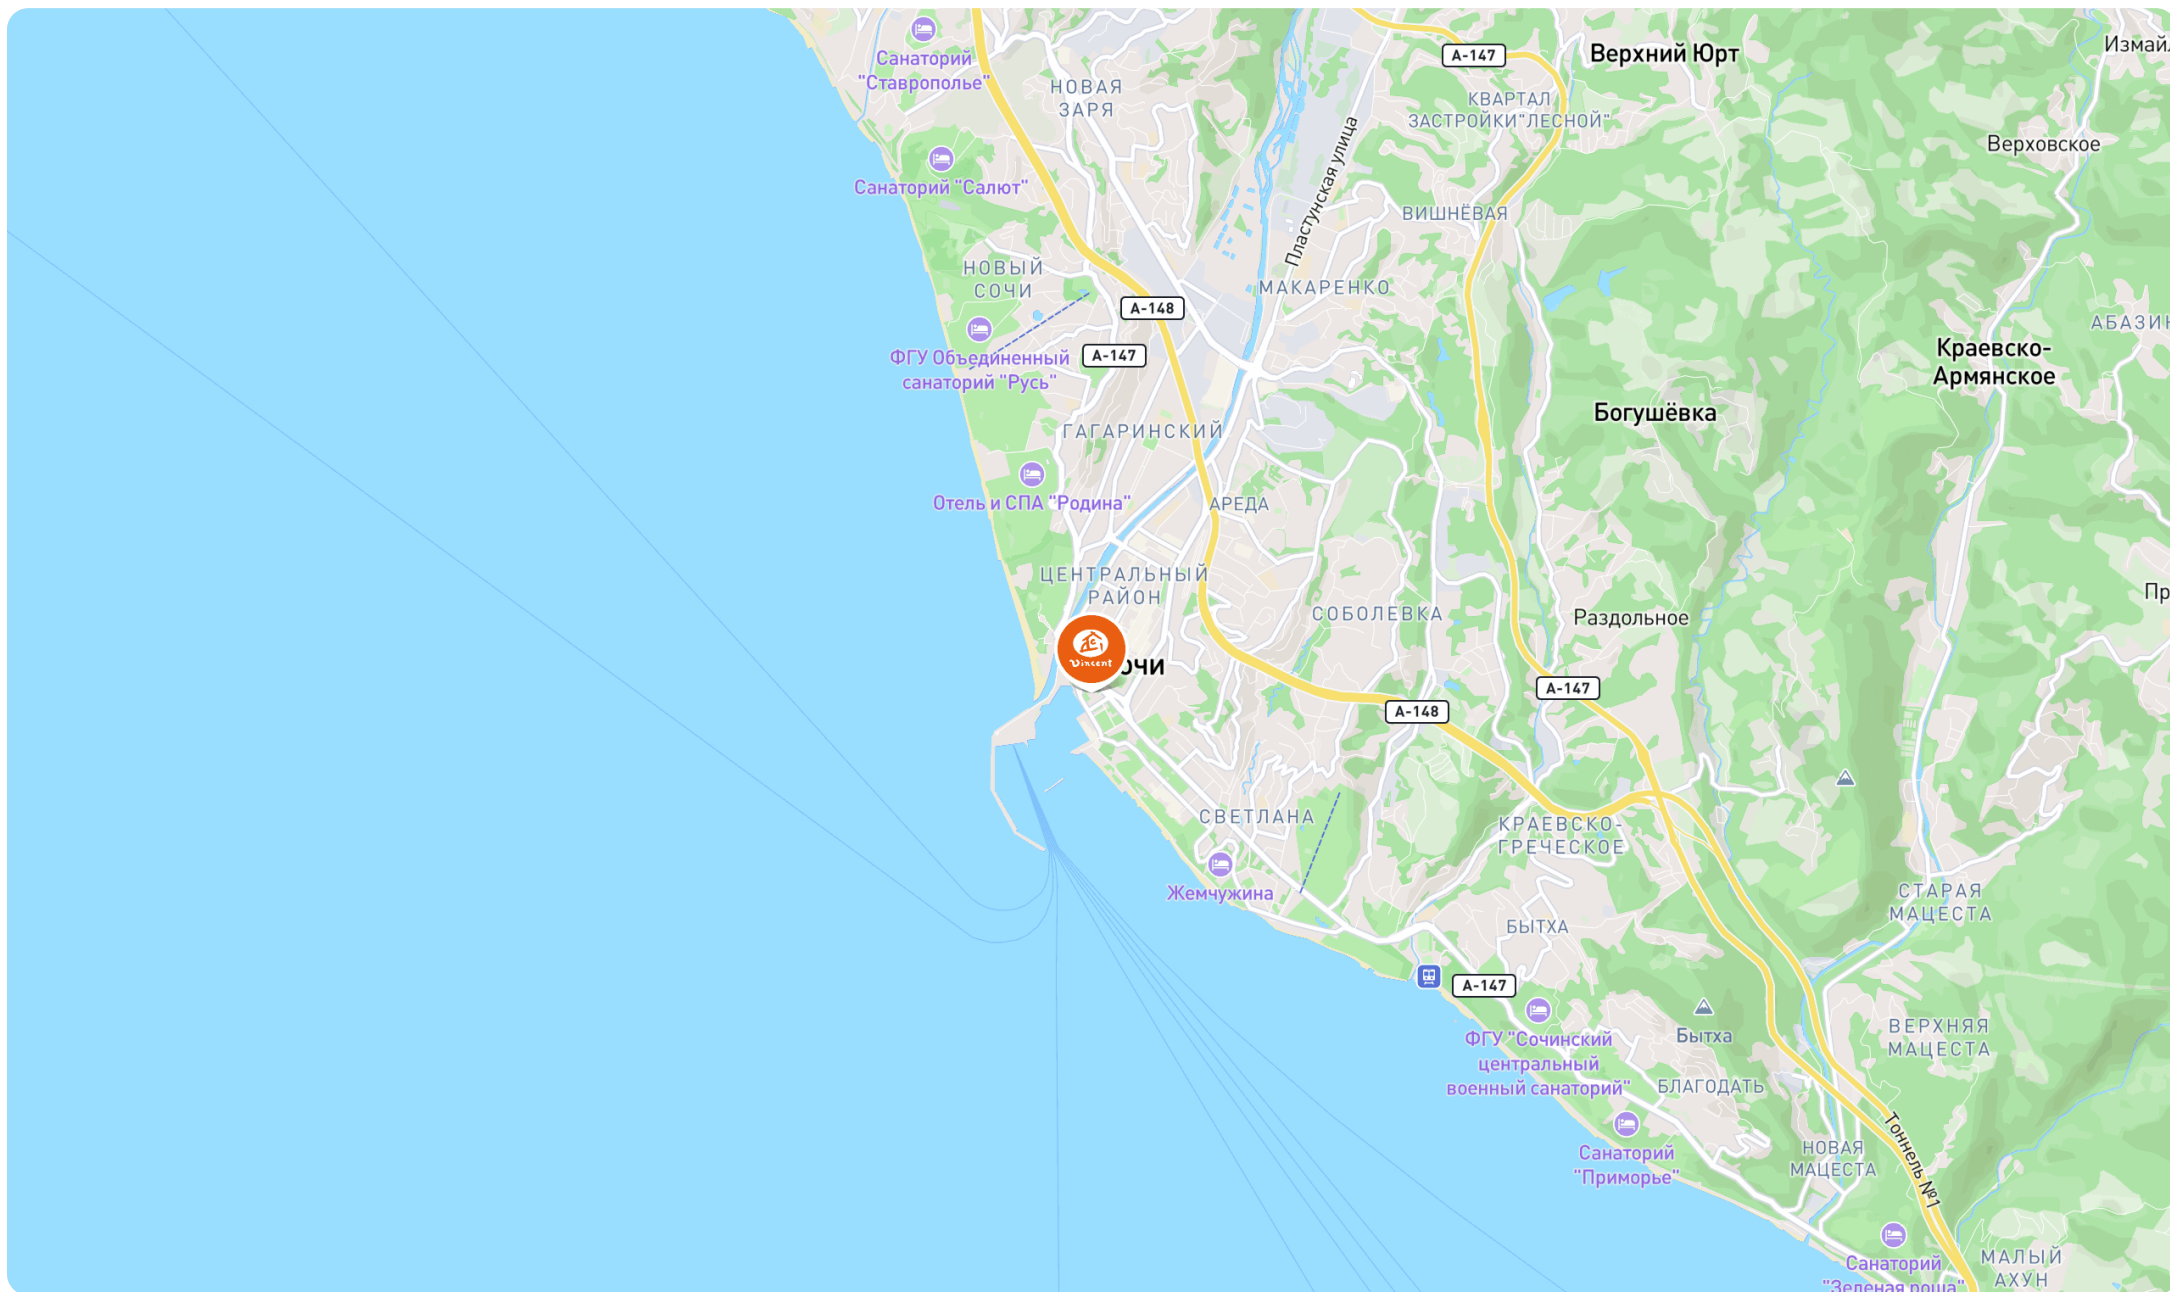 Санаторий
"Ставрополье"
НОВАЯ
ЗАРЯ
А-147
Верхний Юрт
КВАРТАЛ
ЗАСТРОЙКИ"ЛЕСНОЙ"
Верховское
Санаторий "Салют"
Пластунская улица
ВИШНЁВАЯ
НОВЫЙ
СОЧИ
МАКАРЕНКО
А-148
А-147
ФГУ Объединенный
санаторий "Русь"
Краевско-
Армянское
Богушёвка
ГАГАРИНСКИЙ
Отель и СПА "Родина"
АРЕДА
ЦЕНТРАЛЬНЫЙ
РАЙОН
СОБОЛЕВКА
Раздольное
Vincent
очи
А-147
А-148
СВЕТЛАНА
КРАЕВСКО-
ГРЕЧЕСКОЕ
Жемчужина
СТАРАЯ
МАЦЕСТА
БЫТХА
А-147
ФГУ "Сочинский
центральный
военный санаторий"
Бытха
ВЕРХНЯЯ
МАЦЕСТА
БЛАГОДАТЬ
Санаторий
"Приморье"
НОВАЯ
МАЦЕСТА
Тоннель №1
Санаторий
"Зеленая роща"
МАЛЫЙ
АХУН